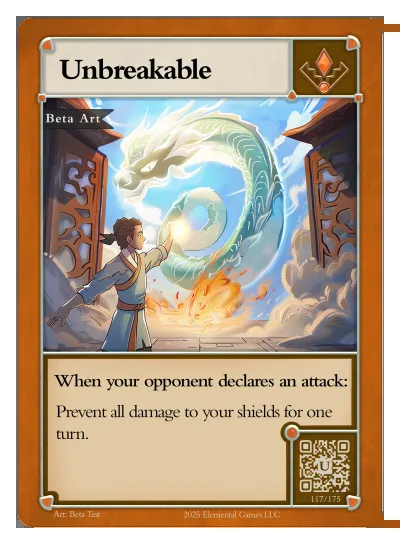 Unbreakable
Beta Art
When your opponent declares an attack:
Prevent all damage to your shields for one
turn.
U
117/175
Art: Beta Test
2025 Elemental Games LLC